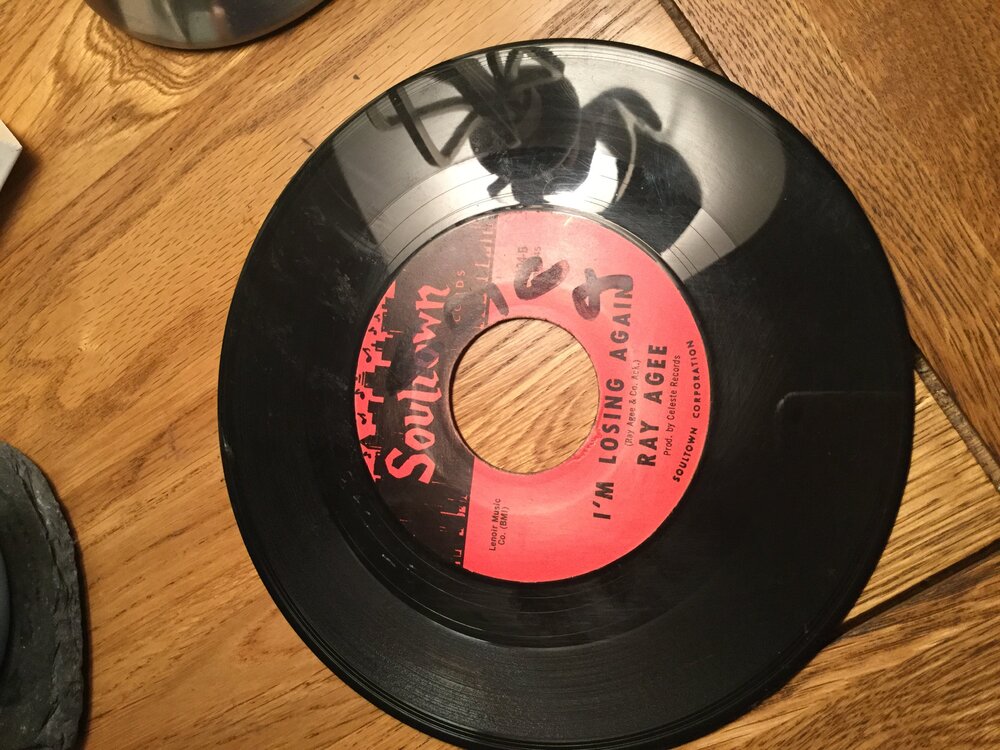 Soultown
RECORDS
Lenoir Music
Co. (BMI)
I'M LOSING AGAIN
(Ray Agee & Co. Ack.)
RAY AGEE
Prod. by Celeste Records
SOULTOWN CORPORATION